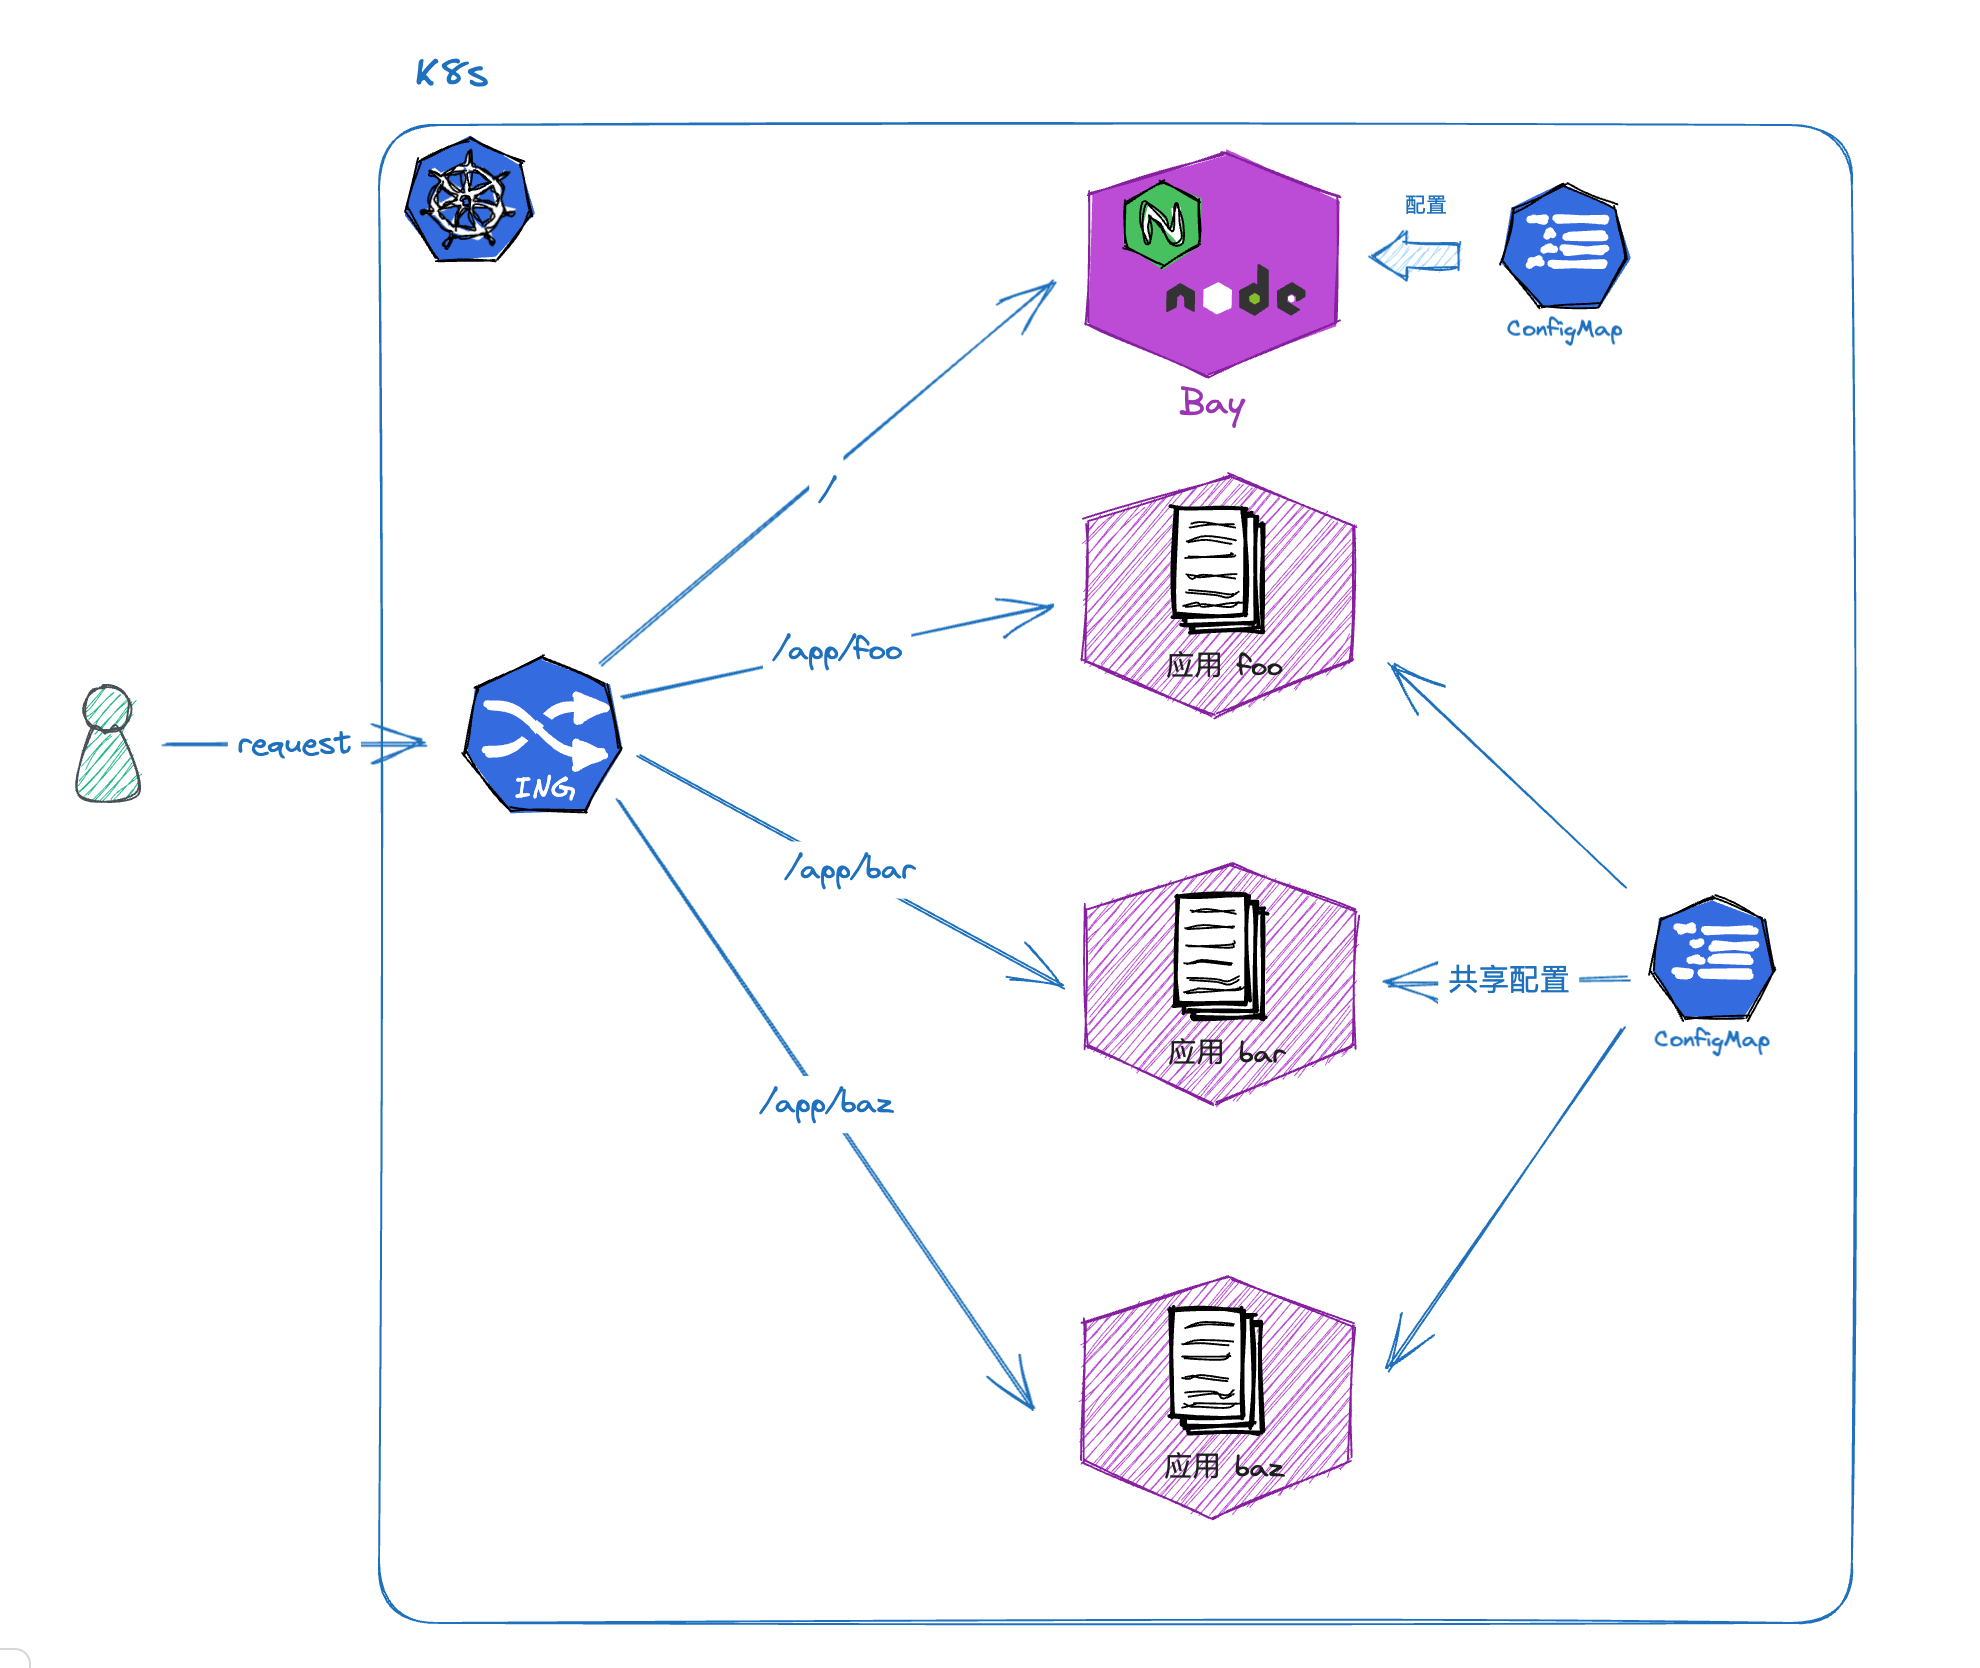 K8s
N
node
配置
ConfigMap
Bay
/
/app/foo
应用 foo
request
ING
/app/bar
应用 bar
共享配置
ConfigMap
/app/baz
应用 baz